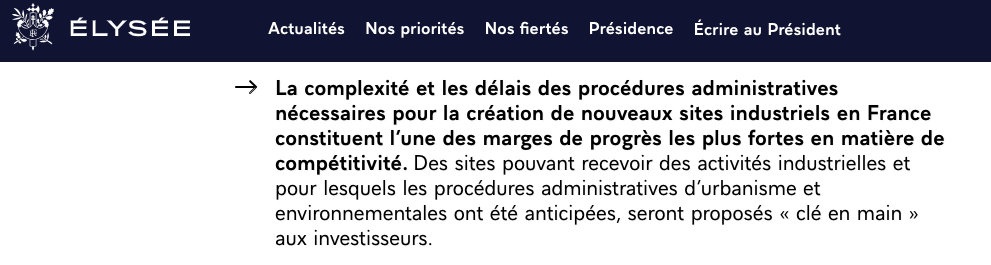 ÉLYSÉE Actualités Nos priorités Nos fiertés Présidence Écrire au Président
→ La complexité et les délais des procédures administratives
nécessaires pour la création de nouveaux sites industriels en France
constituent l’une des marges de progrès les plus fortes en matière de
compétitivité. Des sites pouvant recevoir des activités industrielles et
pour lesquels les procédures administratives d’urbanisme et
environnementales ont été anticipées, seront proposés « clé en main »
aux investisseurs.